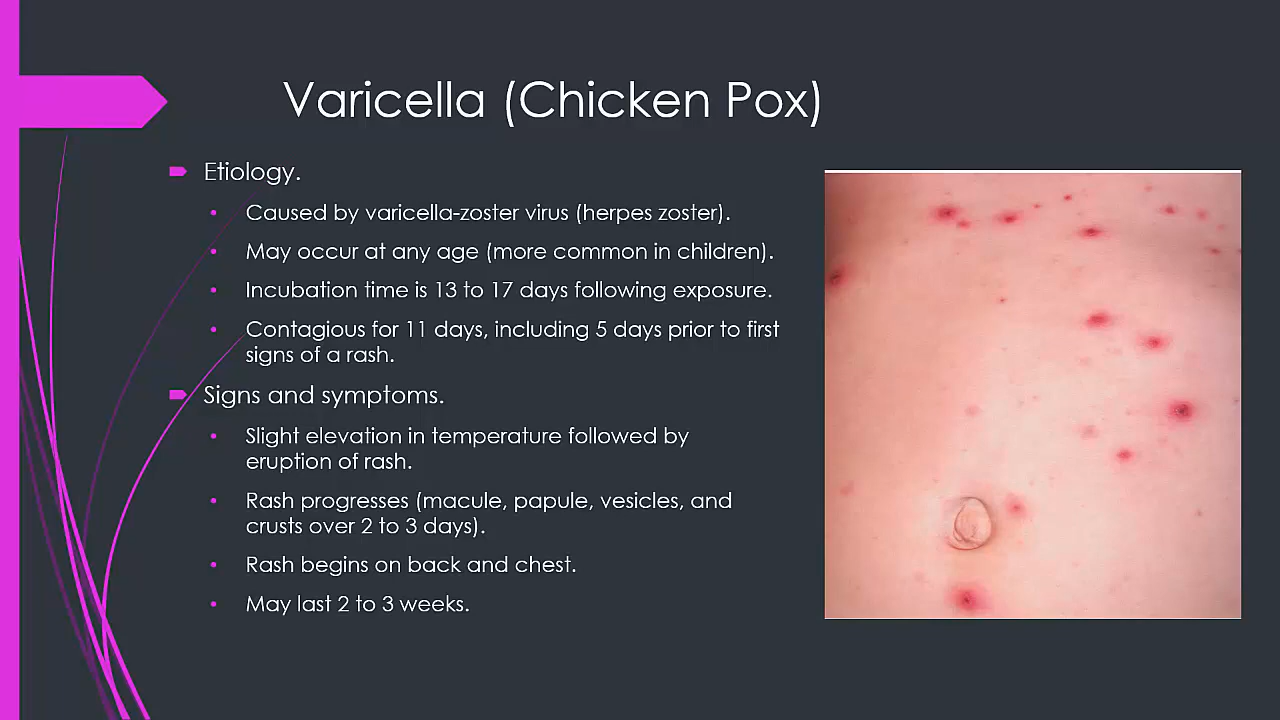 Varicella (Chicken Pox)
Etiology.
Caused by varicella-zoster virus (herpes zoster).
May occur at any age (more common in children).
Incubation time is 13 to 17 days following exposure.
Contagious for 11 days, including 5 days prior to first
signs of a rash.
Signs and symptoms.
Slight elevation in temperature followed by
eruption of rash.
Rash progresses (macule, papule, vesicles, and
crusts over 2 to 3 days).
Rash begins on back and chest.
May last 2 to 3 weeks.